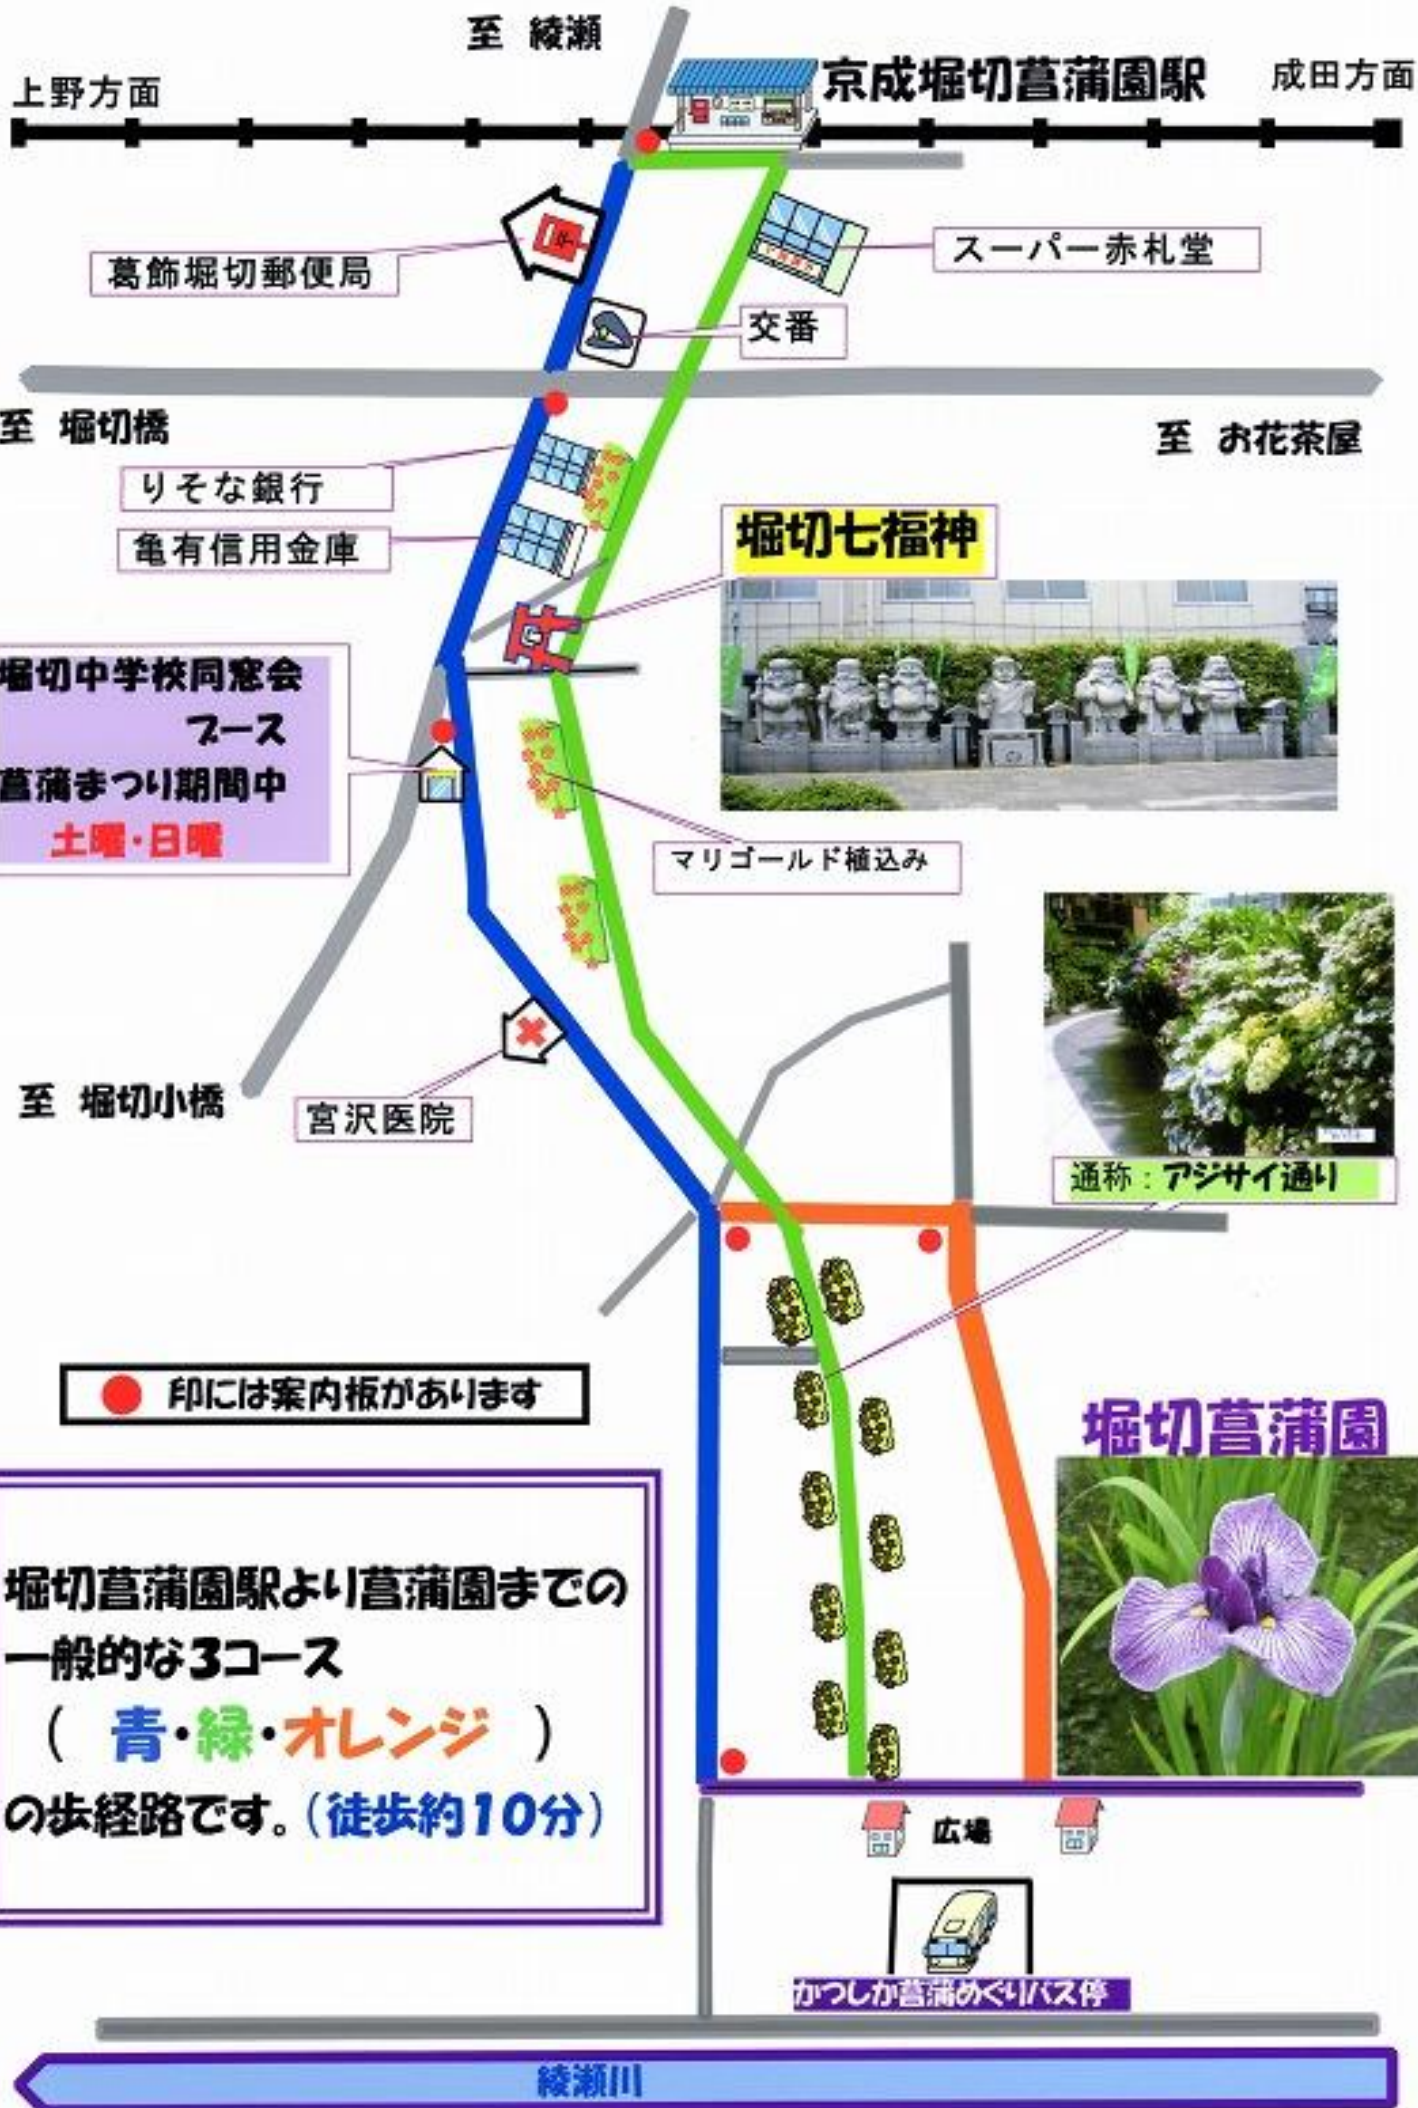 至 綾瀬
京成堀切菖蒲園駅
上野方面
成田方面
葛飾堀切郵便局
スーパー赤札堂
交番
至 堀切橋
至 お花茶屋
りそな銀行
亀有信用金庫
堀切七福神
堀切中学校同窓会
ブース
菖蒲まつり期間中
土曜・日曜
マリゴールド植込み
至 堀切小橋
宮沢医院
通称：アジサイ通り
印には案内板があります
堀切菖蒲園
堀切菖蒲園駅より菖蒲園までの
一般的な3コース
（ 青・緑・オレンジ ）
の歩経路です。（徒歩約10分）
広場
かつしか菖蒲めぐりバス停
綾瀬川